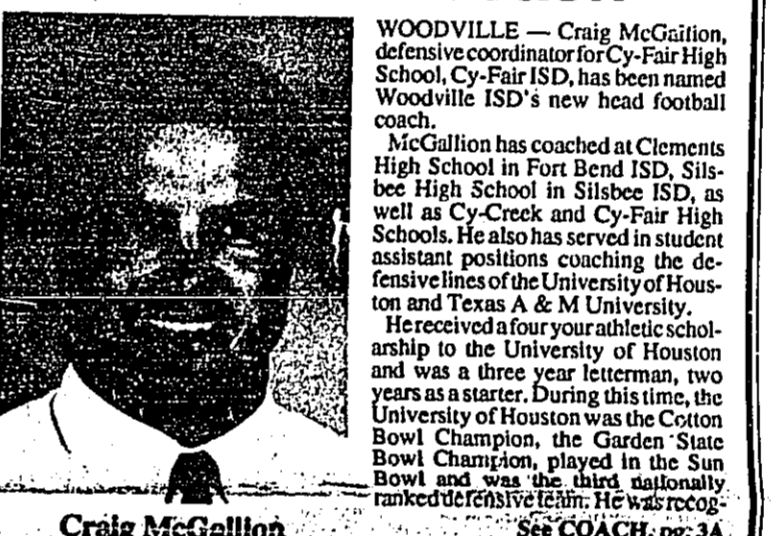 WOODVILLE — Craig McGallion,
defensive coordinator for Cy-Fair High
School, Cy-Fair ISD, has been named
Woodville ISD's new head football
coach.
McGallion has coached at Clements
High School in Fort Bend ISD, Sils-
bee High School in Silsbee ISD, as
well as Cy-Creek and Cy-Fair High
Schools. He also has served in student
assistant positions coaching the de-
fensive lines of the University of Hous-
ton and Texas A & M University.
He received a four your athletic schol-
arship to the University of Houston
and was a three year letterman, two
years as a starter. During this time, the
University of Houston was the Cotton
Bowl Champion, the Garden State
Bowl Champion, played in the Sun
Bowl and was the third nationally
ranked defensive team. He was recog-
See COACH, pg. 3A
Craig McGallion